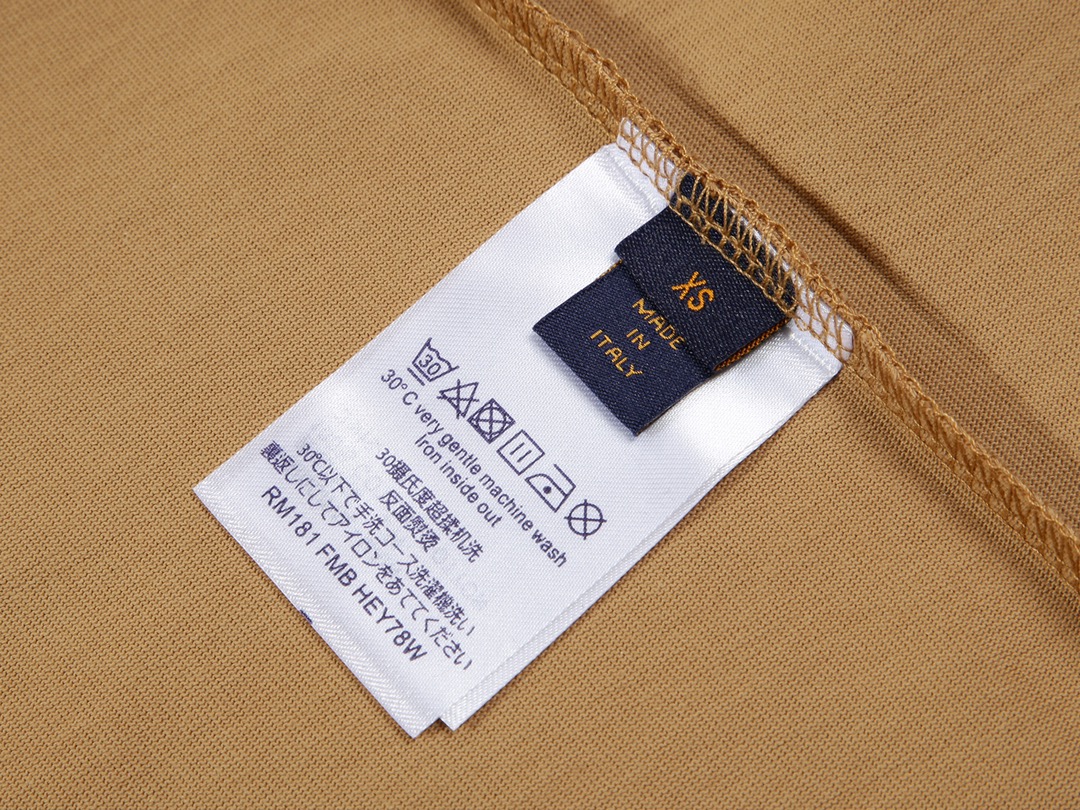 XS
MADE
IN
ITALY
30
30°C very gentle machine wash
Iron inside out
30摄氏度超揉机洗
反面熨烫
30℃以下で手洗コース洗濯機洗い
裏返しにしてアイロンをあててください
RM181 FMB HEY78W